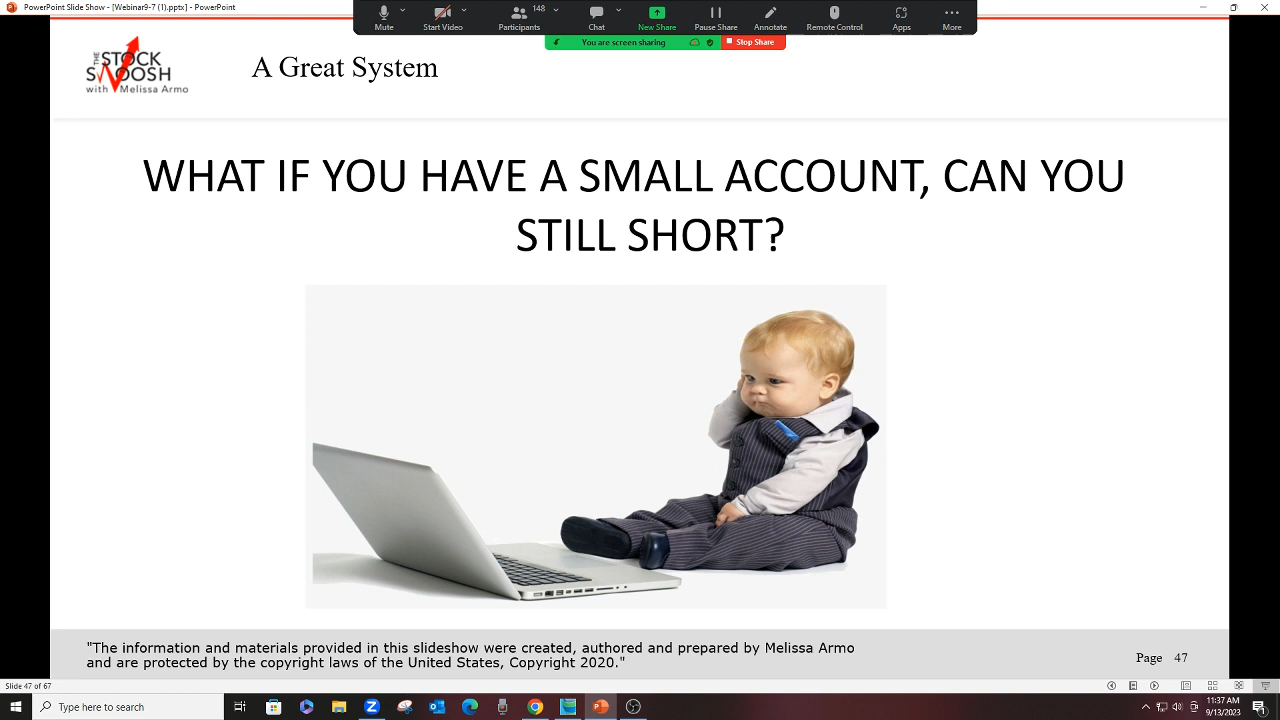 PowerPoint Slide Show - [Webinar9-7 (1).pptx] - PowerPoint
148
Mute
Start Video
Participants
Chat
New Share
Pause Share
Annotate
Remote Control
Apps
More
You are screen sharing
Stop Share
THE STOCK
SWOOSH
with Melissa Armo
A Great System
WHAT IF YOU HAVE A SMALL ACCOUNT, CAN YOU
STILL SHORT?
"The information and materials provided in this slideshow were created, authored and prepared by Melissa Armo
and are protected by the copyright laws of the United States, Copyright 2020."
Page 47
Slide 47 of 67
Type here to search
11:37 AM
9/13/2023